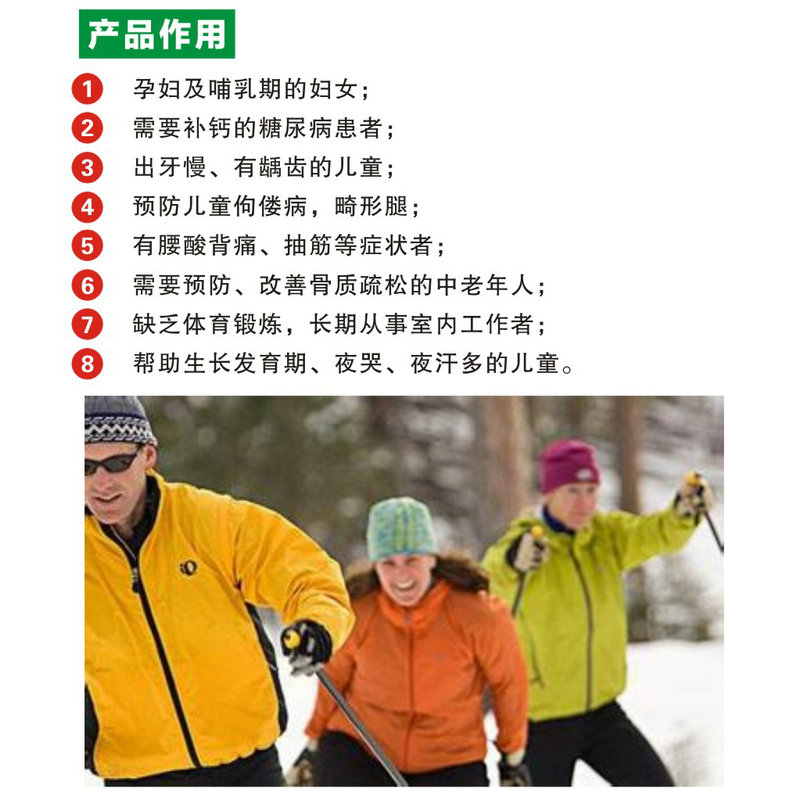 产品作用
1 孕妇及哺乳期的妇女；
2 需要补钙的糖尿病患者；
3 出牙慢、有龋齿的儿童；
4 预防儿童佝偻病，畸形腿；
5 有腰酸背痛、抽筋等症状者；
6 需要预防、改善骨质疏松的中老年人；
7 缺乏体育锻炼，长期从事室内工作者；
8 帮助生长发育期、夜哭、夜汗多的儿童。